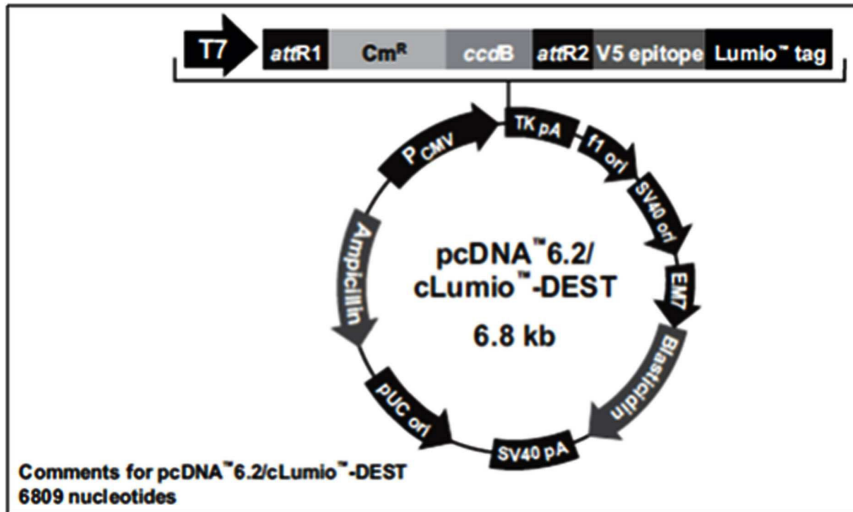 T7 attR1 Cm^R ccdB attR2 V5 epitope Lumio™ tag
P CMV
TK pA
f1 ori
SV40 ori
EM7
Blasticidin
SV40 pA
pUC ori
Ampicillin
pcDNA™6.2/
cLumio™-DEST
6.8 kb
Comments for pcDNA™6.2/cLumio™-DEST
6809 nucleotides